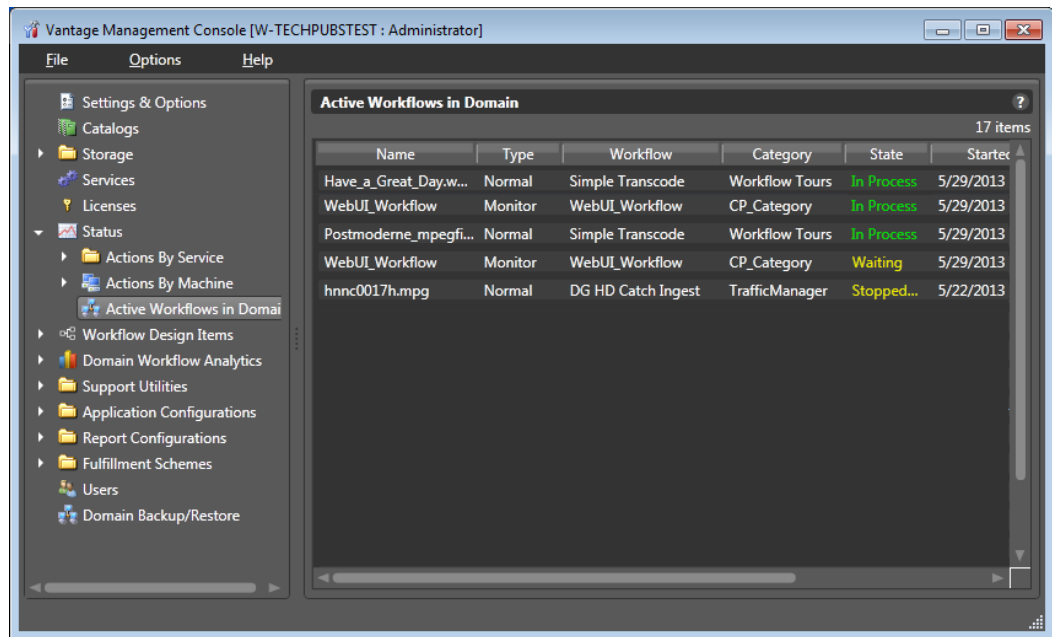 Vantage Management Console [W-TECHPUBSTEST : Administrator]
File Options Help
Settings & Options
Catalogs
Storage
Services
Licenses
Status
Actions By Service
Actions By Machine
Active Workflows in Domai
Workflow Design Items
Domain Workflow Analytics
Support Utilities
Application Configurations
Report Configurations
Fulfillment Schemes
Users
Domain Backup/Restore
Active Workflows in Domain ?
17 items
Name Type Workflow Category State Started
Have_a_Great_Day.w... Normal Simple Transcode Workflow Tours In Process 5/29/2013
WebUI_Workflow Monitor WebUI_Workflow CP_Category In Process 5/29/2013
Postmoderne_mpegfi... Normal Simple Transcode Workflow Tours In Process 5/29/2013
WebUI_Workflow Monitor WebUI_Workflow CP_Category Waiting 5/29/2013
hnnc0017h.mpg Normal DG HD Catch Ingest TrafficManager Stopped... 5/22/2013